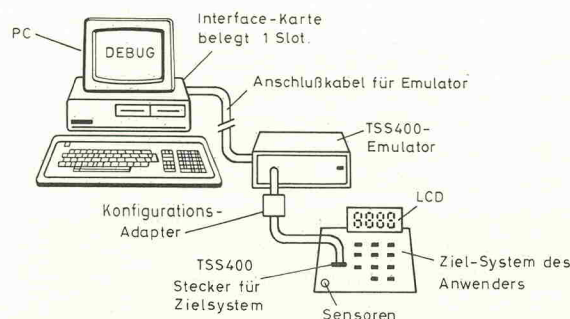 Interface-Karte
belegt 1 Slot.
PC
DEBUG
Anschlußkabel für Emulator
TSS400-
Emulator
Konfigurations-
Adapter
LCD
8888
TSS400
Stecker für
Zielsystem
Ziel-System des
Anwenders
Sensoren